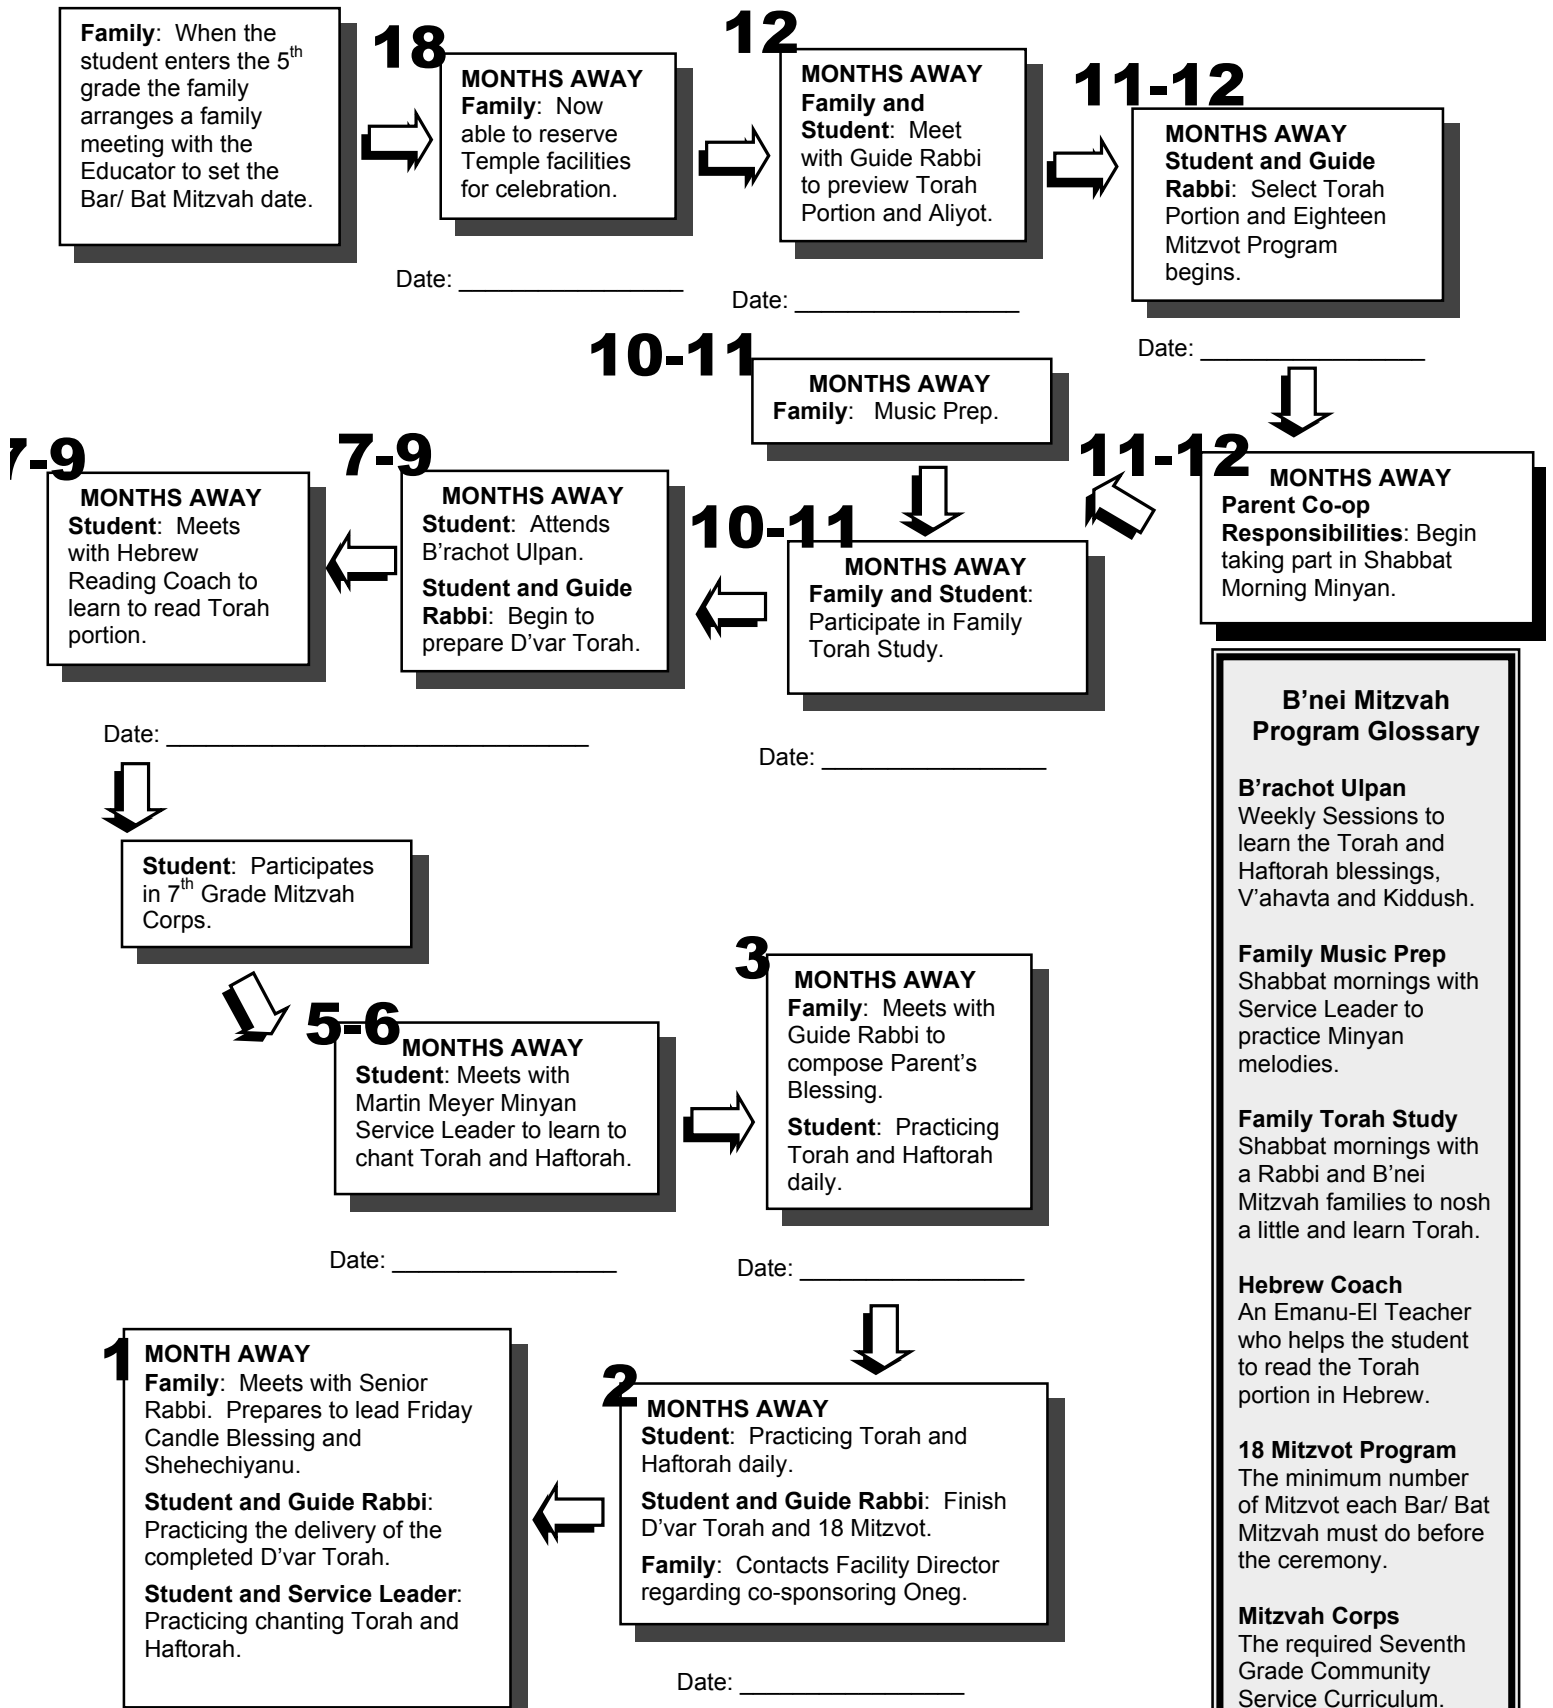 Family: When the
student enters the 5th
grade the family
arranges a family
meeting with the
Educator to set the
Bar/ Bat Mitzvah date.
18
MONTHS AWAY
Family: Now
able to reserve
Temple facilities
for celebration.
Date: _________________
12
MONTHS AWAY
Family and
Student: Meet
with Guide Rabbi
to preview Torah
Portion and Aliyot.
Date: _________________
11-12
MONTHS AWAY
Student and Guide
Rabbi: Select Torah
Portion and Eighteen
Mitzvot Program
begins.
Date: _________________
11-12
MONTHS AWAY
Parent Co-op
Responsibilities: Begin
taking part in Shabbat
Morning Minyan.
10-11
MONTHS AWAY
Family: Music Prep.
10-11
MONTHS AWAY
Family and Student:
Participate in Family
Torah Study.
Date: _________________
7-9
MONTHS AWAY
Student: Attends
B'rachot Ulpan.
Student and Guide
Rabbi: Begin to
prepare D'var Torah.
7-9
MONTHS AWAY
Student: Meets
with Hebrew
Reading Coach to
learn to read Torah
portion.
Date: ________________________________
Student: Participates
in 7th Grade Mitzvah
Corps.
5-6
MONTHS AWAY
Student: Meets with
Martin Meyer Minyan
Service Leader to learn to
chant Torah and Haftorah.
Date: _________________
3
MONTHS AWAY
Family: Meets with
Guide Rabbi to
compose Parent's
Blessing.
Student: Practicing
Torah and Haftorah
daily.
Date: _________________
2
MONTHS AWAY
Student: Practicing Torah and
Haftorah daily.
Student and Guide Rabbi: Finish
D'var Torah and 18 Mitzvot.
Family: Contacts Facility Director
regarding co-sponsoring Oneg.
Date: _________________
1
MONTH AWAY
Family: Meets with Senior
Rabbi. Prepares to lead Friday
Candle Blessing and
Shehechiyanu.
Student and Guide Rabbi:
Practicing the delivery of the
completed D'var Torah.
Student and Service Leader:
Practicing chanting Torah and
Haftorah.
B'nei Mitzvah
Program Glossary
B'rachot Ulpan
Weekly Sessions to
learn the Torah and
Haftorah blessings,
V'ahavta and Kiddush.
Family Music Prep
Shabbat mornings with
Service Leader to
practice Minyan
melodies.
Family Torah Study
Shabbat mornings with
a Rabbi and B'nei
Mitzvah families to nosh
a little and learn Torah.
Hebrew Coach
An Emanu-El Teacher
who helps the student
to read the Torah
portion in Hebrew.
18 Mitzvot Program
The minimum number
of Mitzvot each Bar/ Bat
Mitzvah must do before
the ceremony.
Mitzvah Corps
The required Seventh
Grade Community
Service Curriculum.